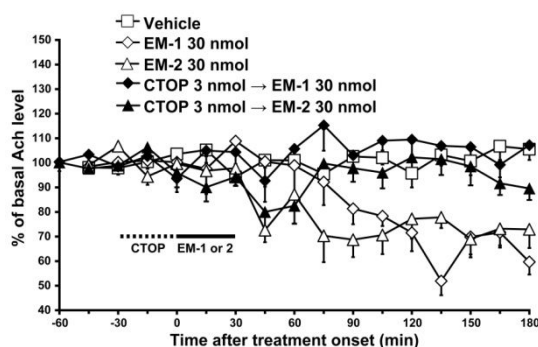 Vehicle
EM-1 30 nmol
EM-2 30 nmol
CTOP 3 nmol → EM-1 30 nmol
CTOP 3 nmol → EM-2 30 nmol
% of basal Ach level
150
140
130
120
110
100
90
80
70
60
50
40
CTOP EM-1 or 2
-60 -30 0 30 60 90 120 150 180
Time after treatment onset (min)